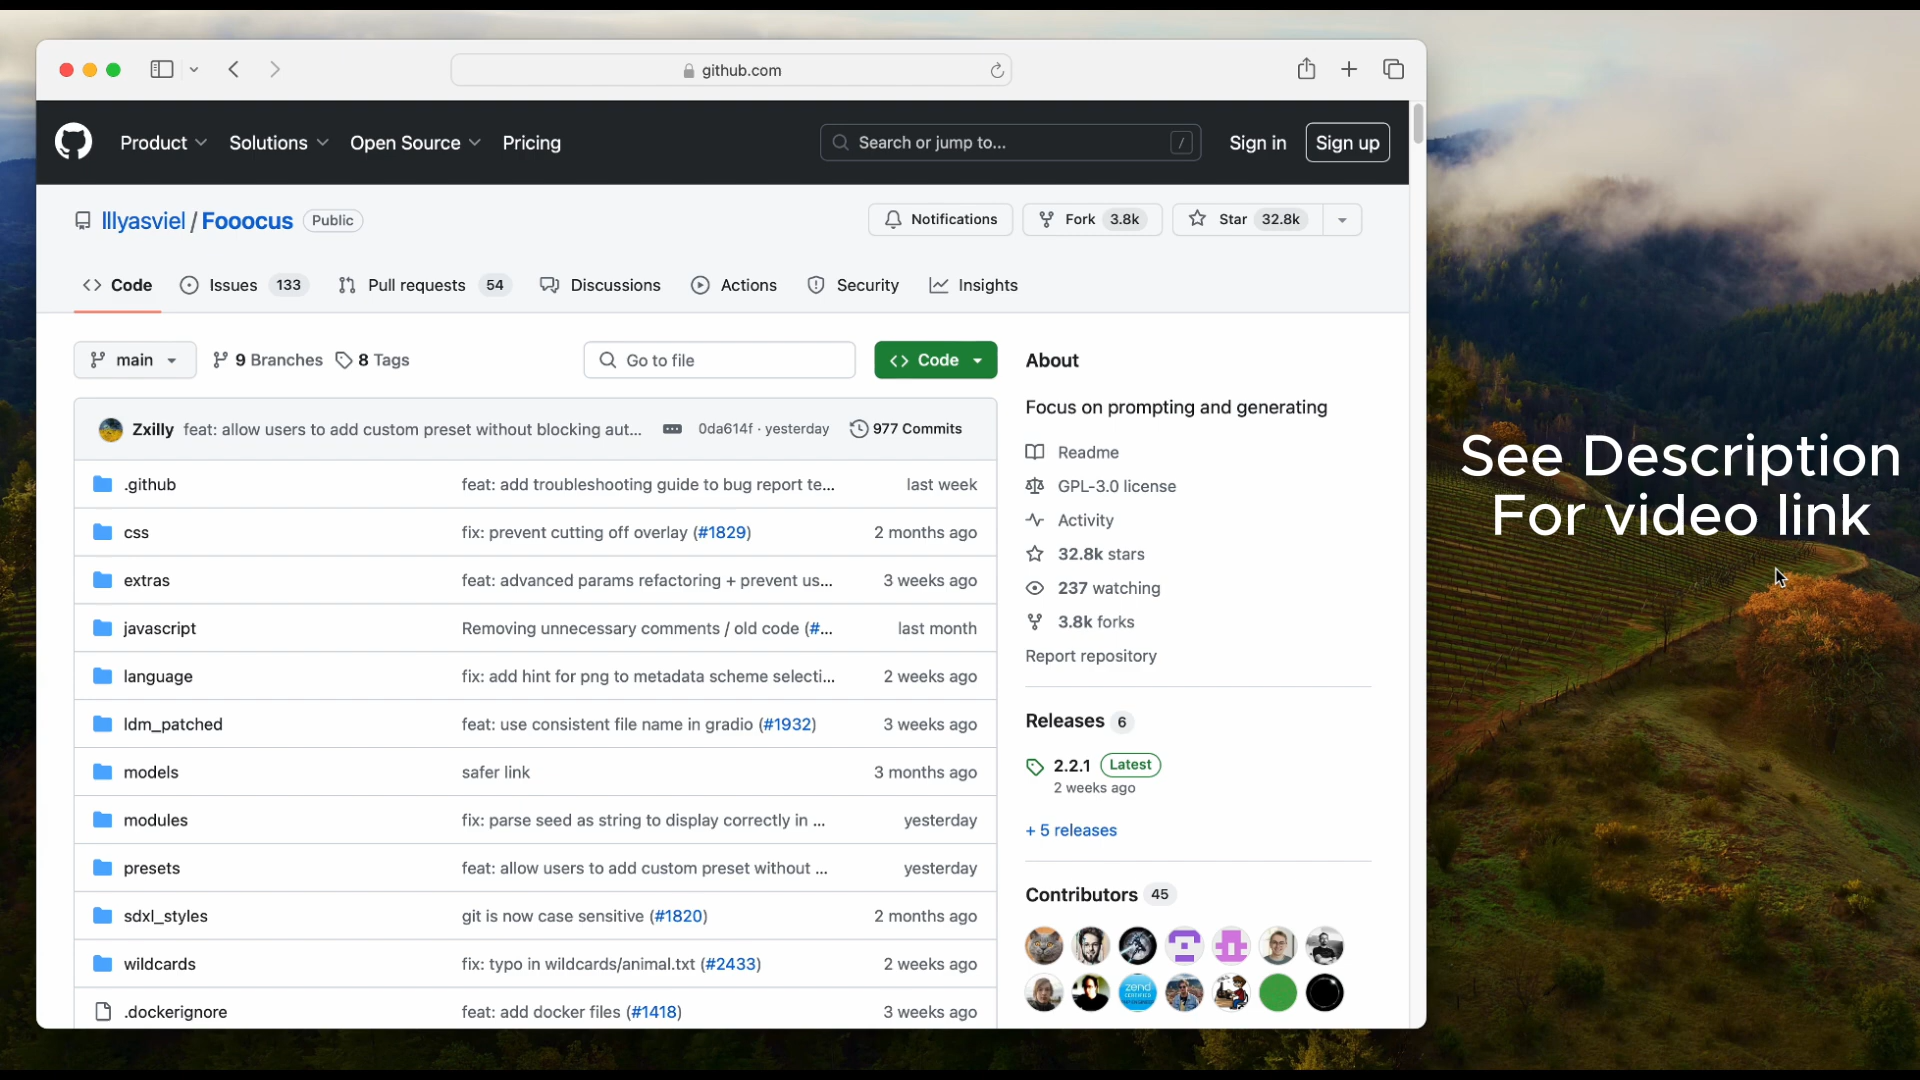 github.com
Product
Solutions
Open Source
Pricing
Search or jump to...
/
Sign in
Sign up
lllyasviel / Fooocus
Public
Notifications
Fork 3.8k
Star 32.8k
Code
Issues 133
Pull requests 54
Discussions
Actions
Security
Insights
main
9 Branches
8 Tags
Go to file
Code
Zxilly feat: allow users to add custom preset without blocking aut... 0da614f · yesterday 977 Commits
.github feat: add troubleshooting guide to bug report te... last week
css fix: prevent cutting off overlay (#1829) 2 months ago
extras feat: advanced params refactoring + prevent us... 3 weeks ago
javascript Removing unnecessary comments / old code (#... last month
language fix: add hint for png to metadata scheme selecti... 2 weeks ago
ldm_patched feat: use consistent file name in gradio (#1932) 3 weeks ago
models safer link 3 months ago
modules fix: parse seed as string to display correctly in ... yesterday
presets feat: allow users to add custom preset without ... yesterday
sdxl_styles git is now case sensitive (#1820) 2 months ago
wildcards fix: typo in wildcards/animal.txt (#2433) 2 weeks ago
.dockerignore feat: add docker files (#1418) 3 weeks ago
About
Focus on prompting and generating
Readme
GPL-3.0 license
Activity
32.8k stars
237 watching
3.8k forks
Report repository
Releases 6
2.2.1 Latest
2 weeks ago
+ 5 releases
Contributors 45
zend
See Description
For video link